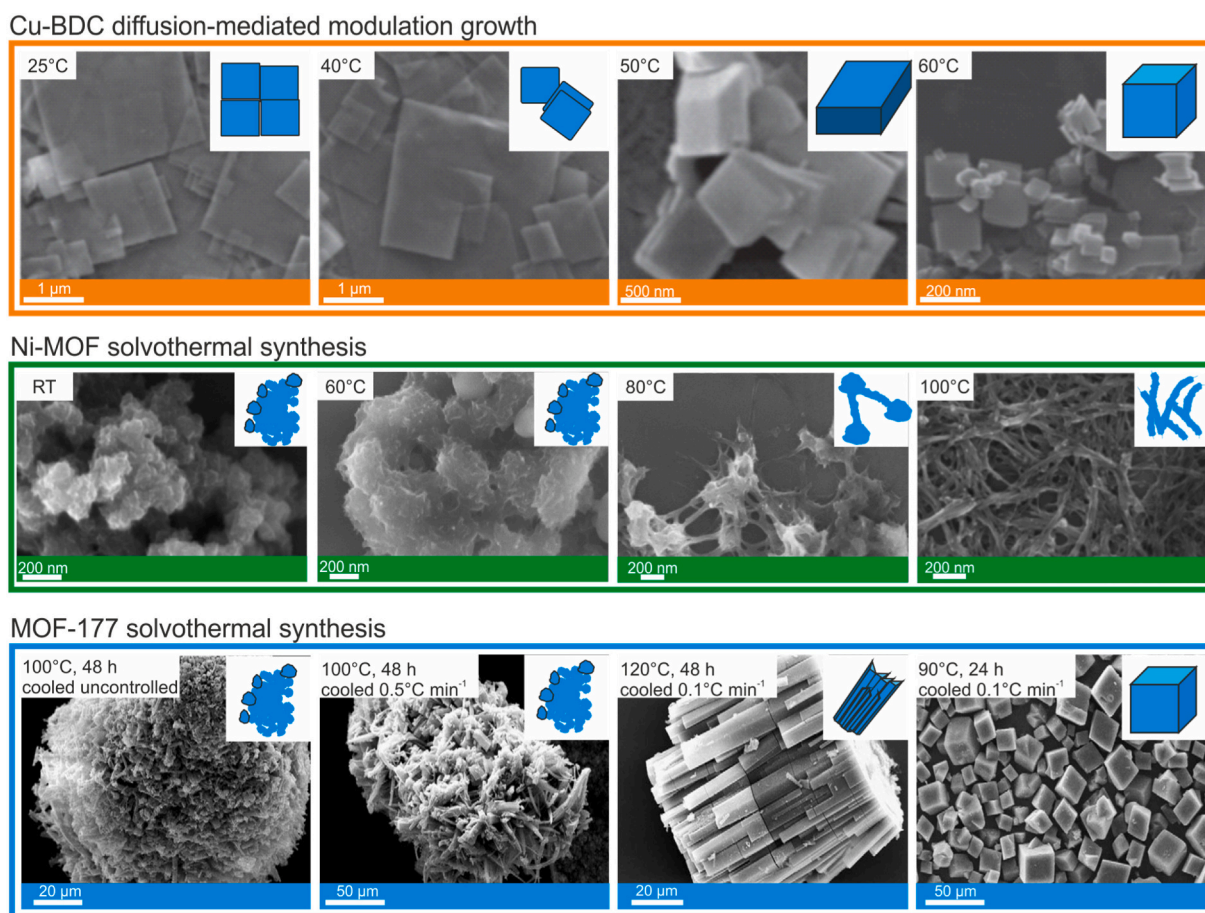 Cu-BDC diffusion-mediated modulation growth
25°C
40°C
50°C
60°C
1 µm
1 µm
500 nm
200 nm
Ni-MOF solvothermal synthesis
RT
60°C
80°C
100°C
200 nm
200 nm
200 nm
200 nm
MOF-177 solvothermal synthesis
100°C, 48 h
cooled uncontrolled
100°C, 48 h
cooled 0.5°C min⁻¹
120°C, 48 h
cooled 0.1°C min⁻¹
90°C, 24 h
cooled 0.1°C min⁻¹
20 µm
50 µm
20 µm
50 µm